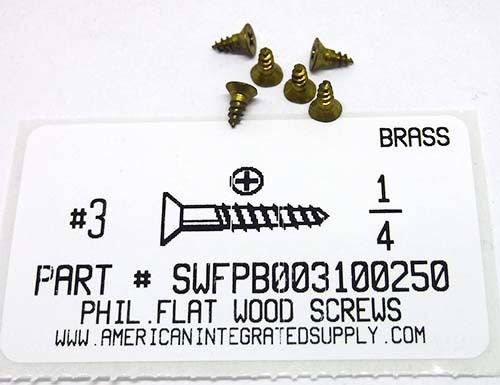 BRASS
#3
1
4
PART # SWFPB003100250
PHIL.FLAT WOOD SCREWS
WWW.AMERICANINTEGRATEDSUPPLY.COM